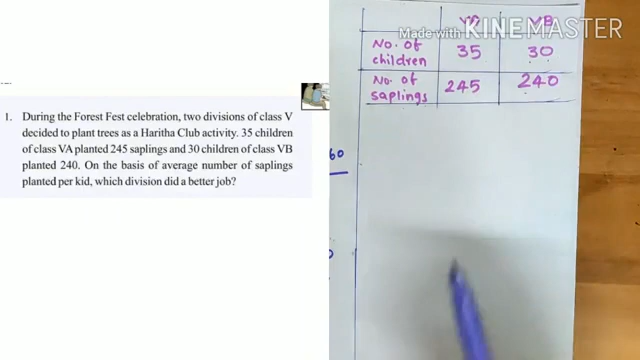 1. During the Forest Fest celebration, two divisions of class V
decided to plant trees as a Haritha Club activity. 35 children
of class VA planted 245 saplings and 30 children of class VB
planted 240. On the basis of average number of saplings
planted per kid, which division did a better job?
Made with KINEMASTER
VA VB
No. of children 35 30
No. of saplings 245 240
60